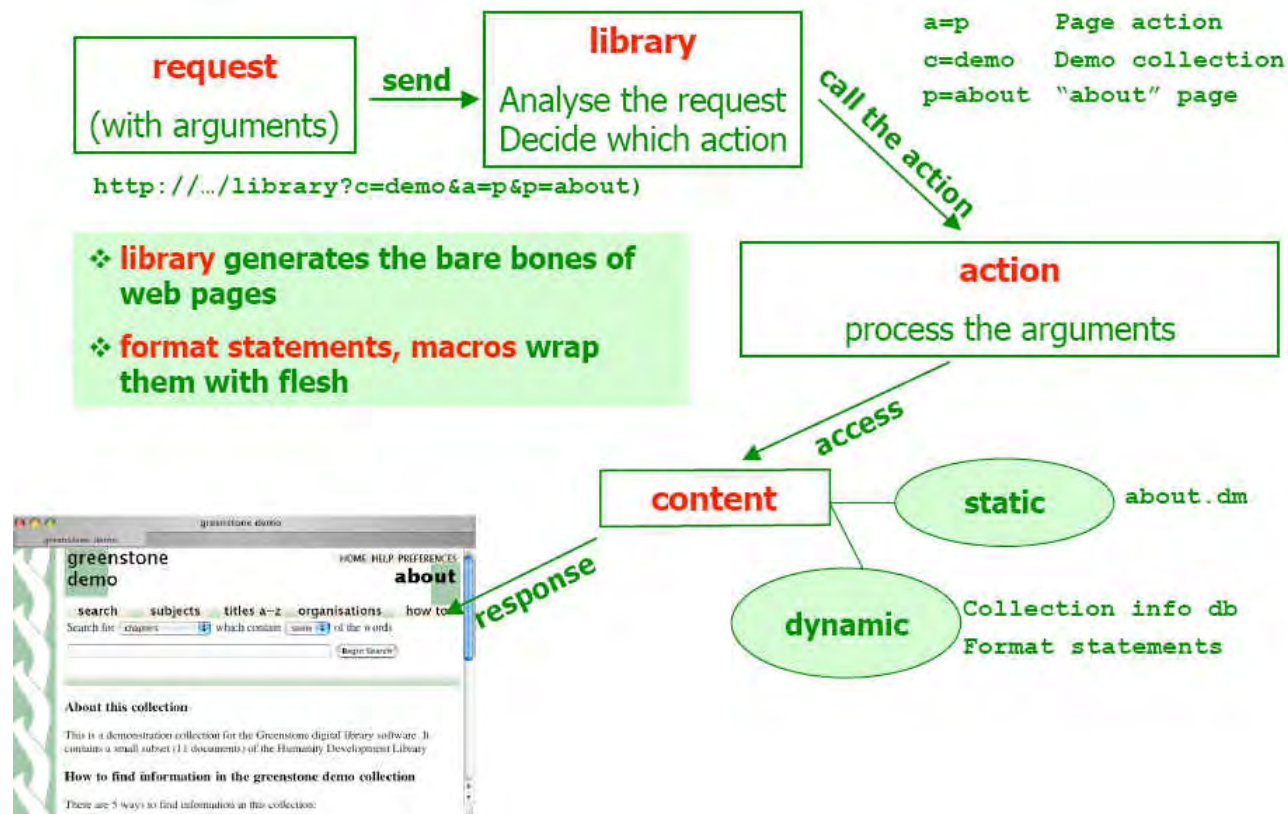 request
(with arguments)
send
library
Analyse the request
Decide which action
a=p Page action
c=demo Demo collection
p=about “about” page
call the action
http://…/library?c=demo&a=p&p=about)
❖ library generates the bare bones of
web pages
❖ format statements, macros wrap
them with flesh
action
process the arguments
access
content
static
about.dm
dynamic
Collection info db
Format statements
response
greenstone demo
greenstone demo
greenstone
demo
HOME HELP PREFERENCES
about
search subjects titles a–z organisations how to
Search for chapters which contain some of the words
Begin Search
About this collection
This is a demonstration collection for the Greenstone digital library software. It
contains a small subset (11 documents) of the Humanity Development Library
How to find information in the greenstone demo collection
There are 5 ways to find information in this collection: